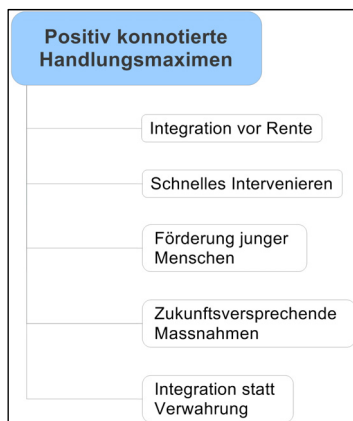 Positiv konnotierte
Handlungsmaximen
Integration vor Rente
Schnelles Intervenieren
Förderung junger
Menschen
Zukunftsversprechende
Massnahmen
Integration statt
Verwahrung